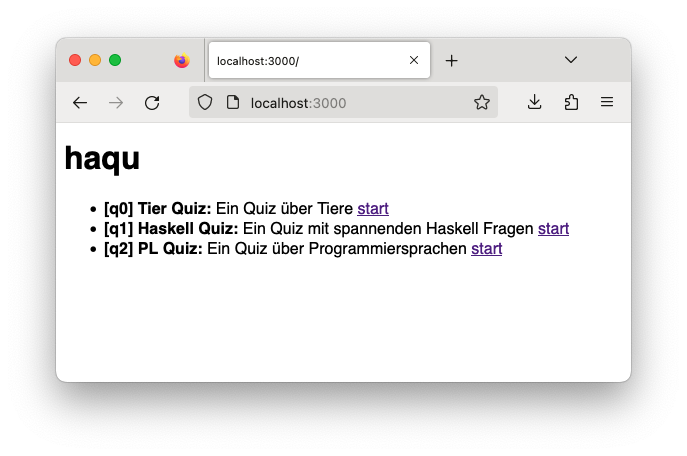 localhost:3000/
localhost:3000
haqu
[q0] Tier Quiz: Ein Quiz über Tiere start
[q1] Haskell Quiz: Ein Quiz mit spannenden Haskell Fragen start
[q2] PL Quiz: Ein Quiz über Programmiersprachen start